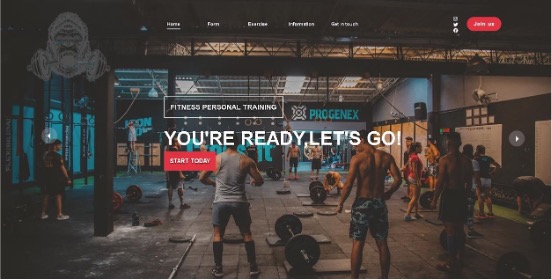 Home Form Exercise Information Get in touch
Join us
FITNESS PERSONAL TRAINING
PROGENEX
YOU'RE READY,LET'S GO!
START TODAY